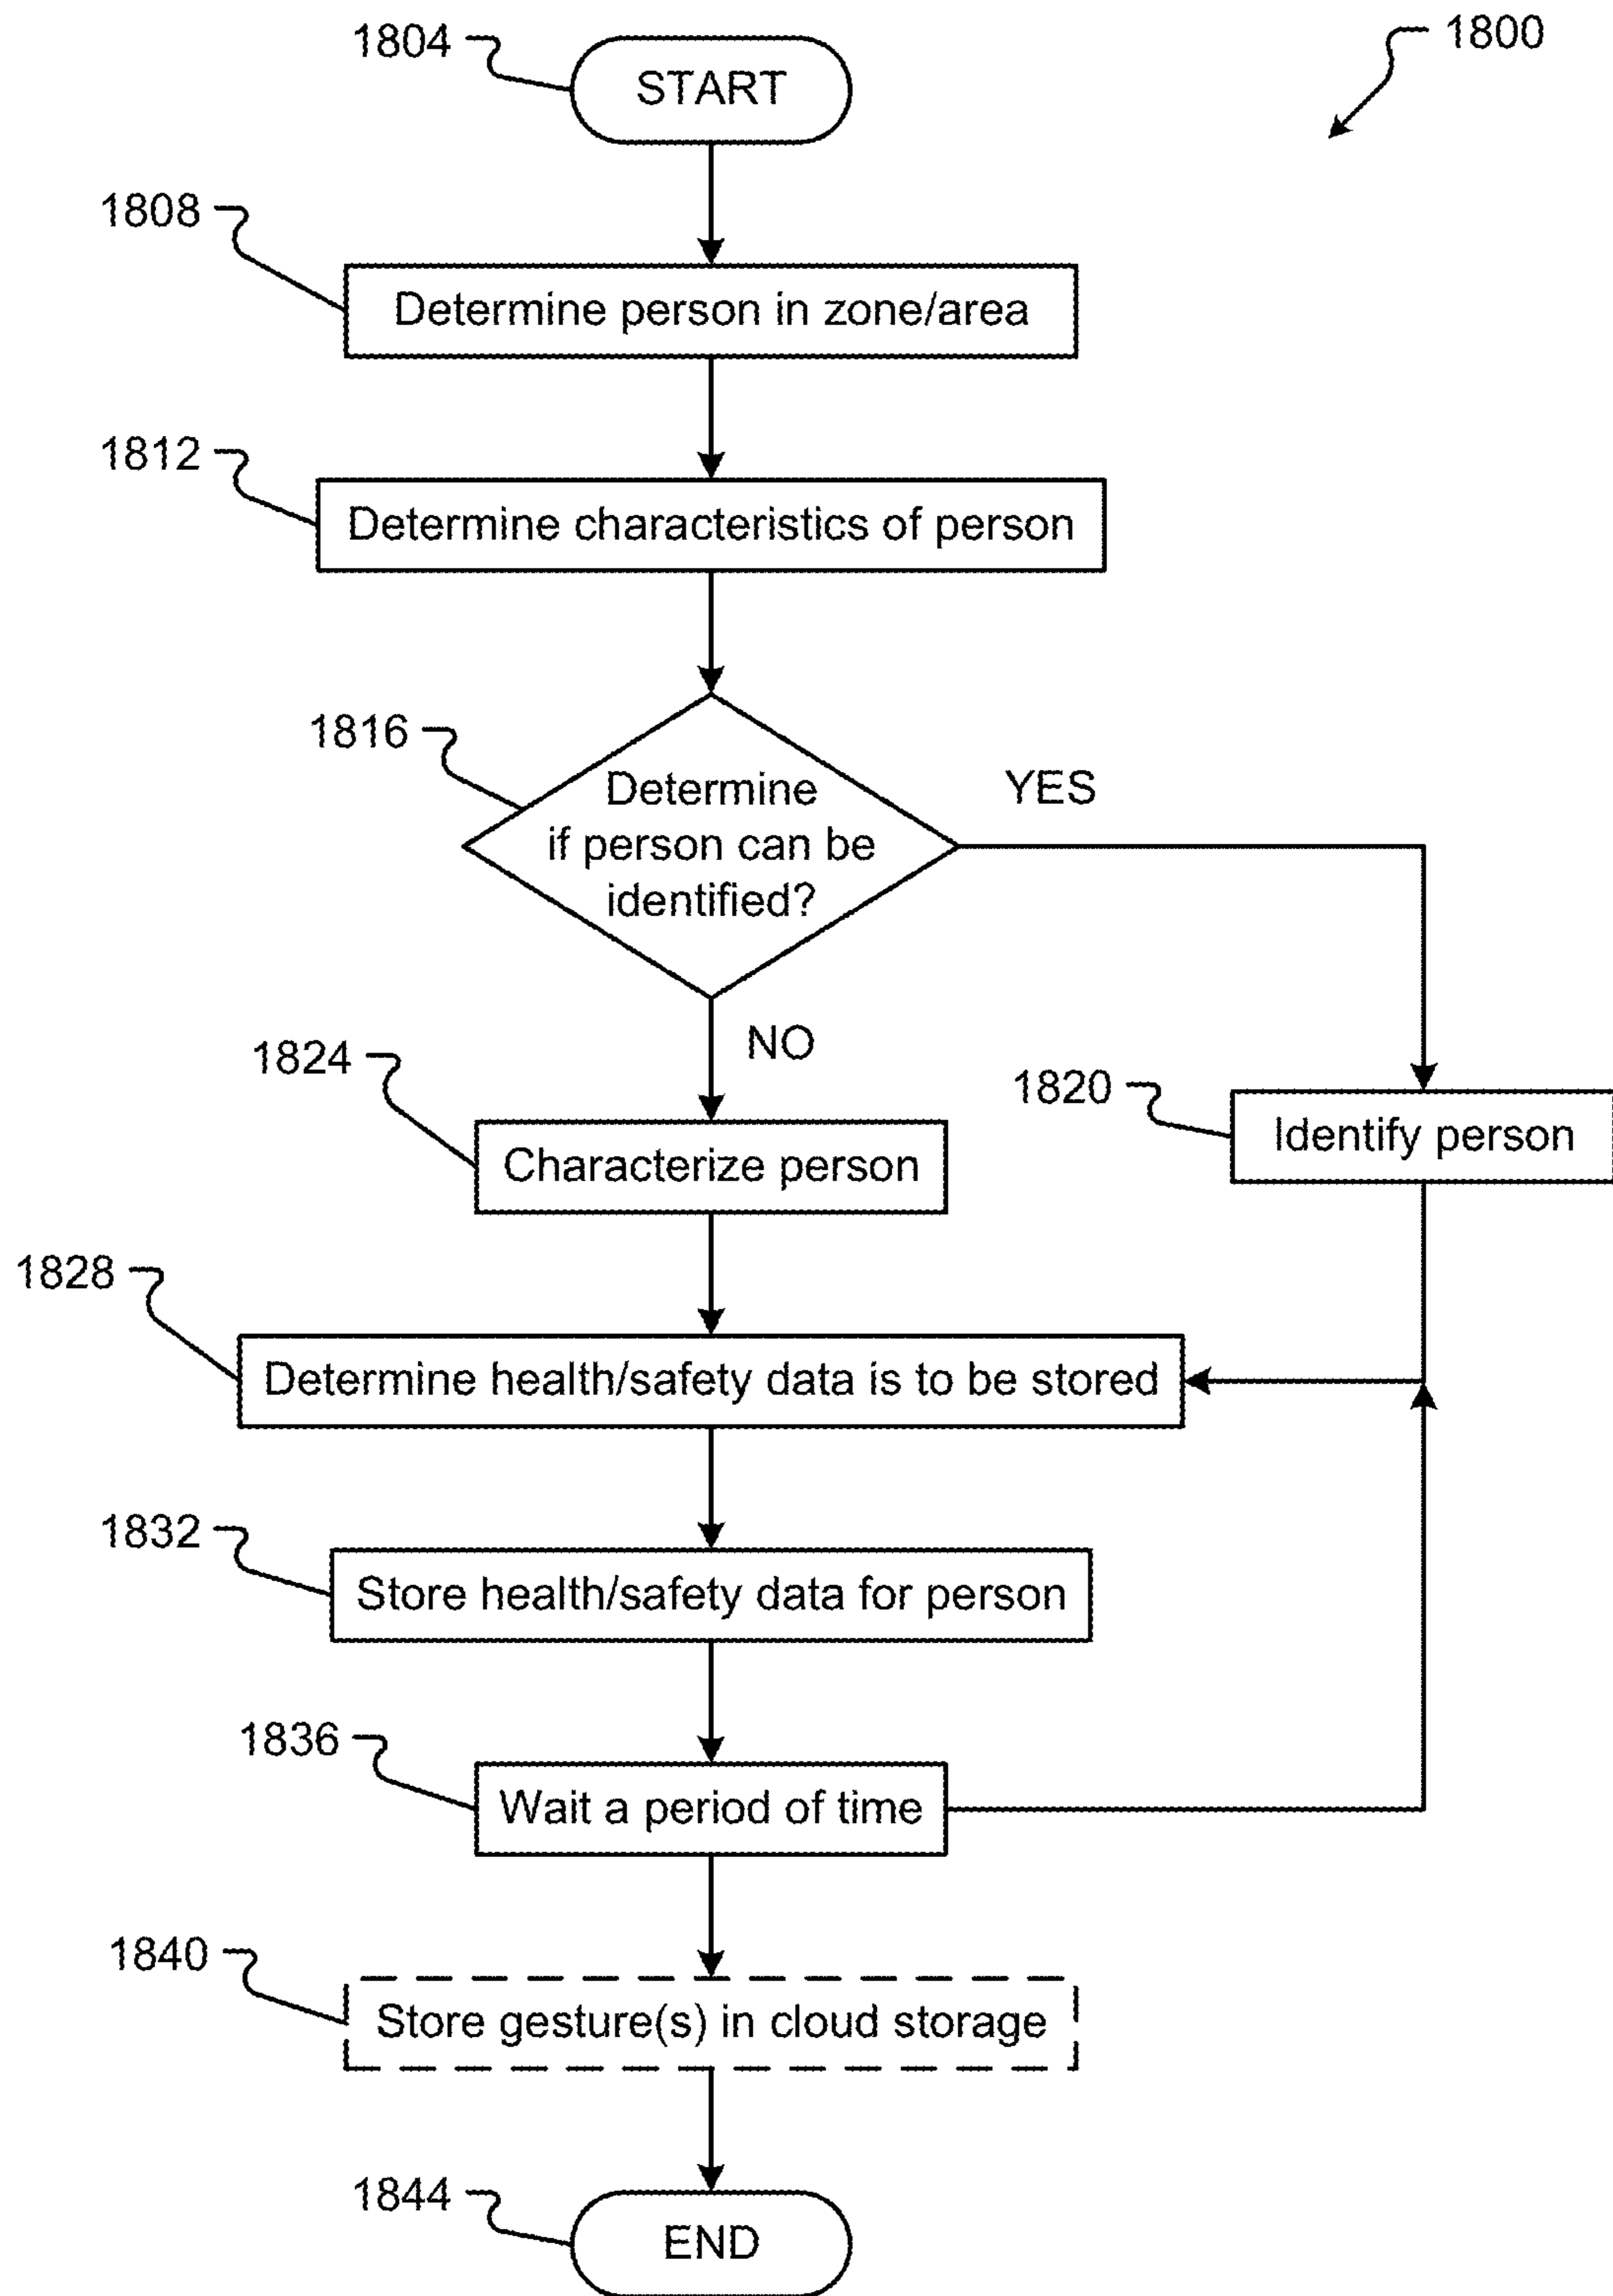 1800
1804
START
1808
Determine person in zone/area
1812
Determine characteristics of person
1816
Determine
if person can be
identified?
YES
NO
1824
Characterize person
1820
Identify person
1828
Determine health/safety data is to be stored
1832
Store health/safety data for person
1836
Wait a period of time
1840
Store gesture(s) in cloud storage
1844
END